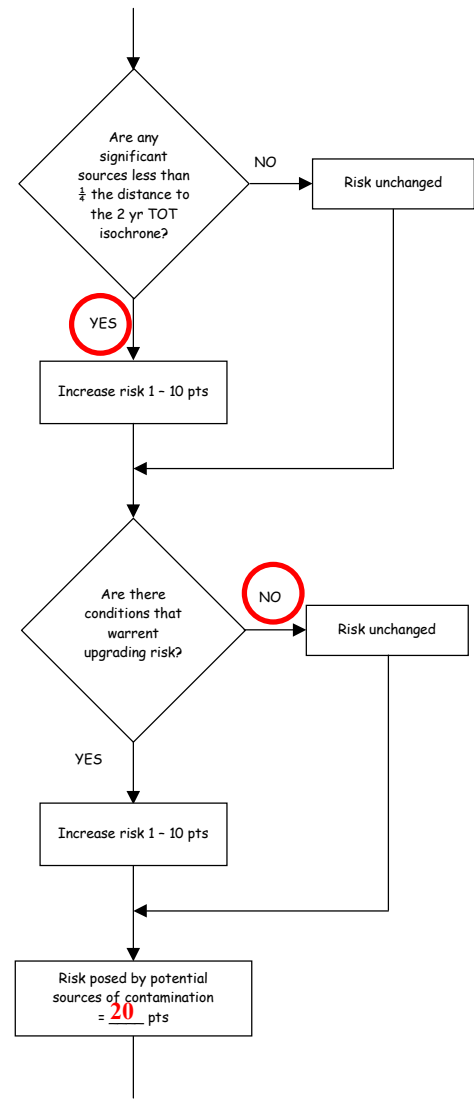 Are any
significant
sources less than
¼ the distance to
the 2 yr TOT
isochrone?
NO
Risk unchanged
YES
Increase risk 1 – 10 pts
Are there
conditions that
warrent
upgrading risk?
NO
Risk unchanged
YES
Increase risk 1 – 10 pts
Risk posed by potential
sources of contamination
= 20 pts